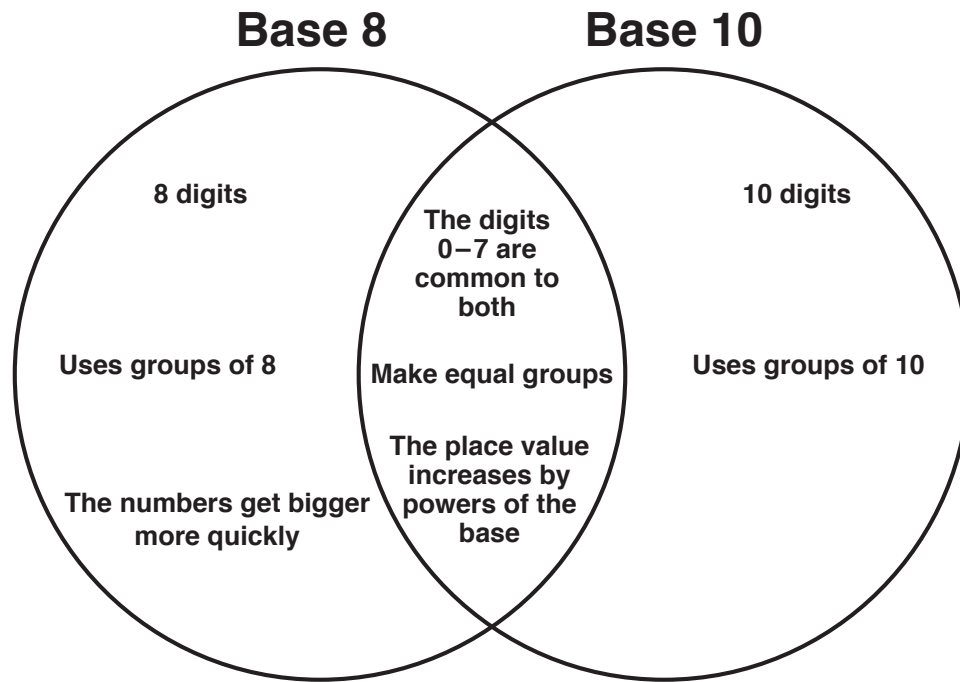 Base 8
Base 10
8 digits
Uses groups of 8
The numbers get bigger
more quickly
The digits
0–7 are
common to
both
Make equal groups
The place value
increases by
powers of the
base
10 digits
Uses groups of 10